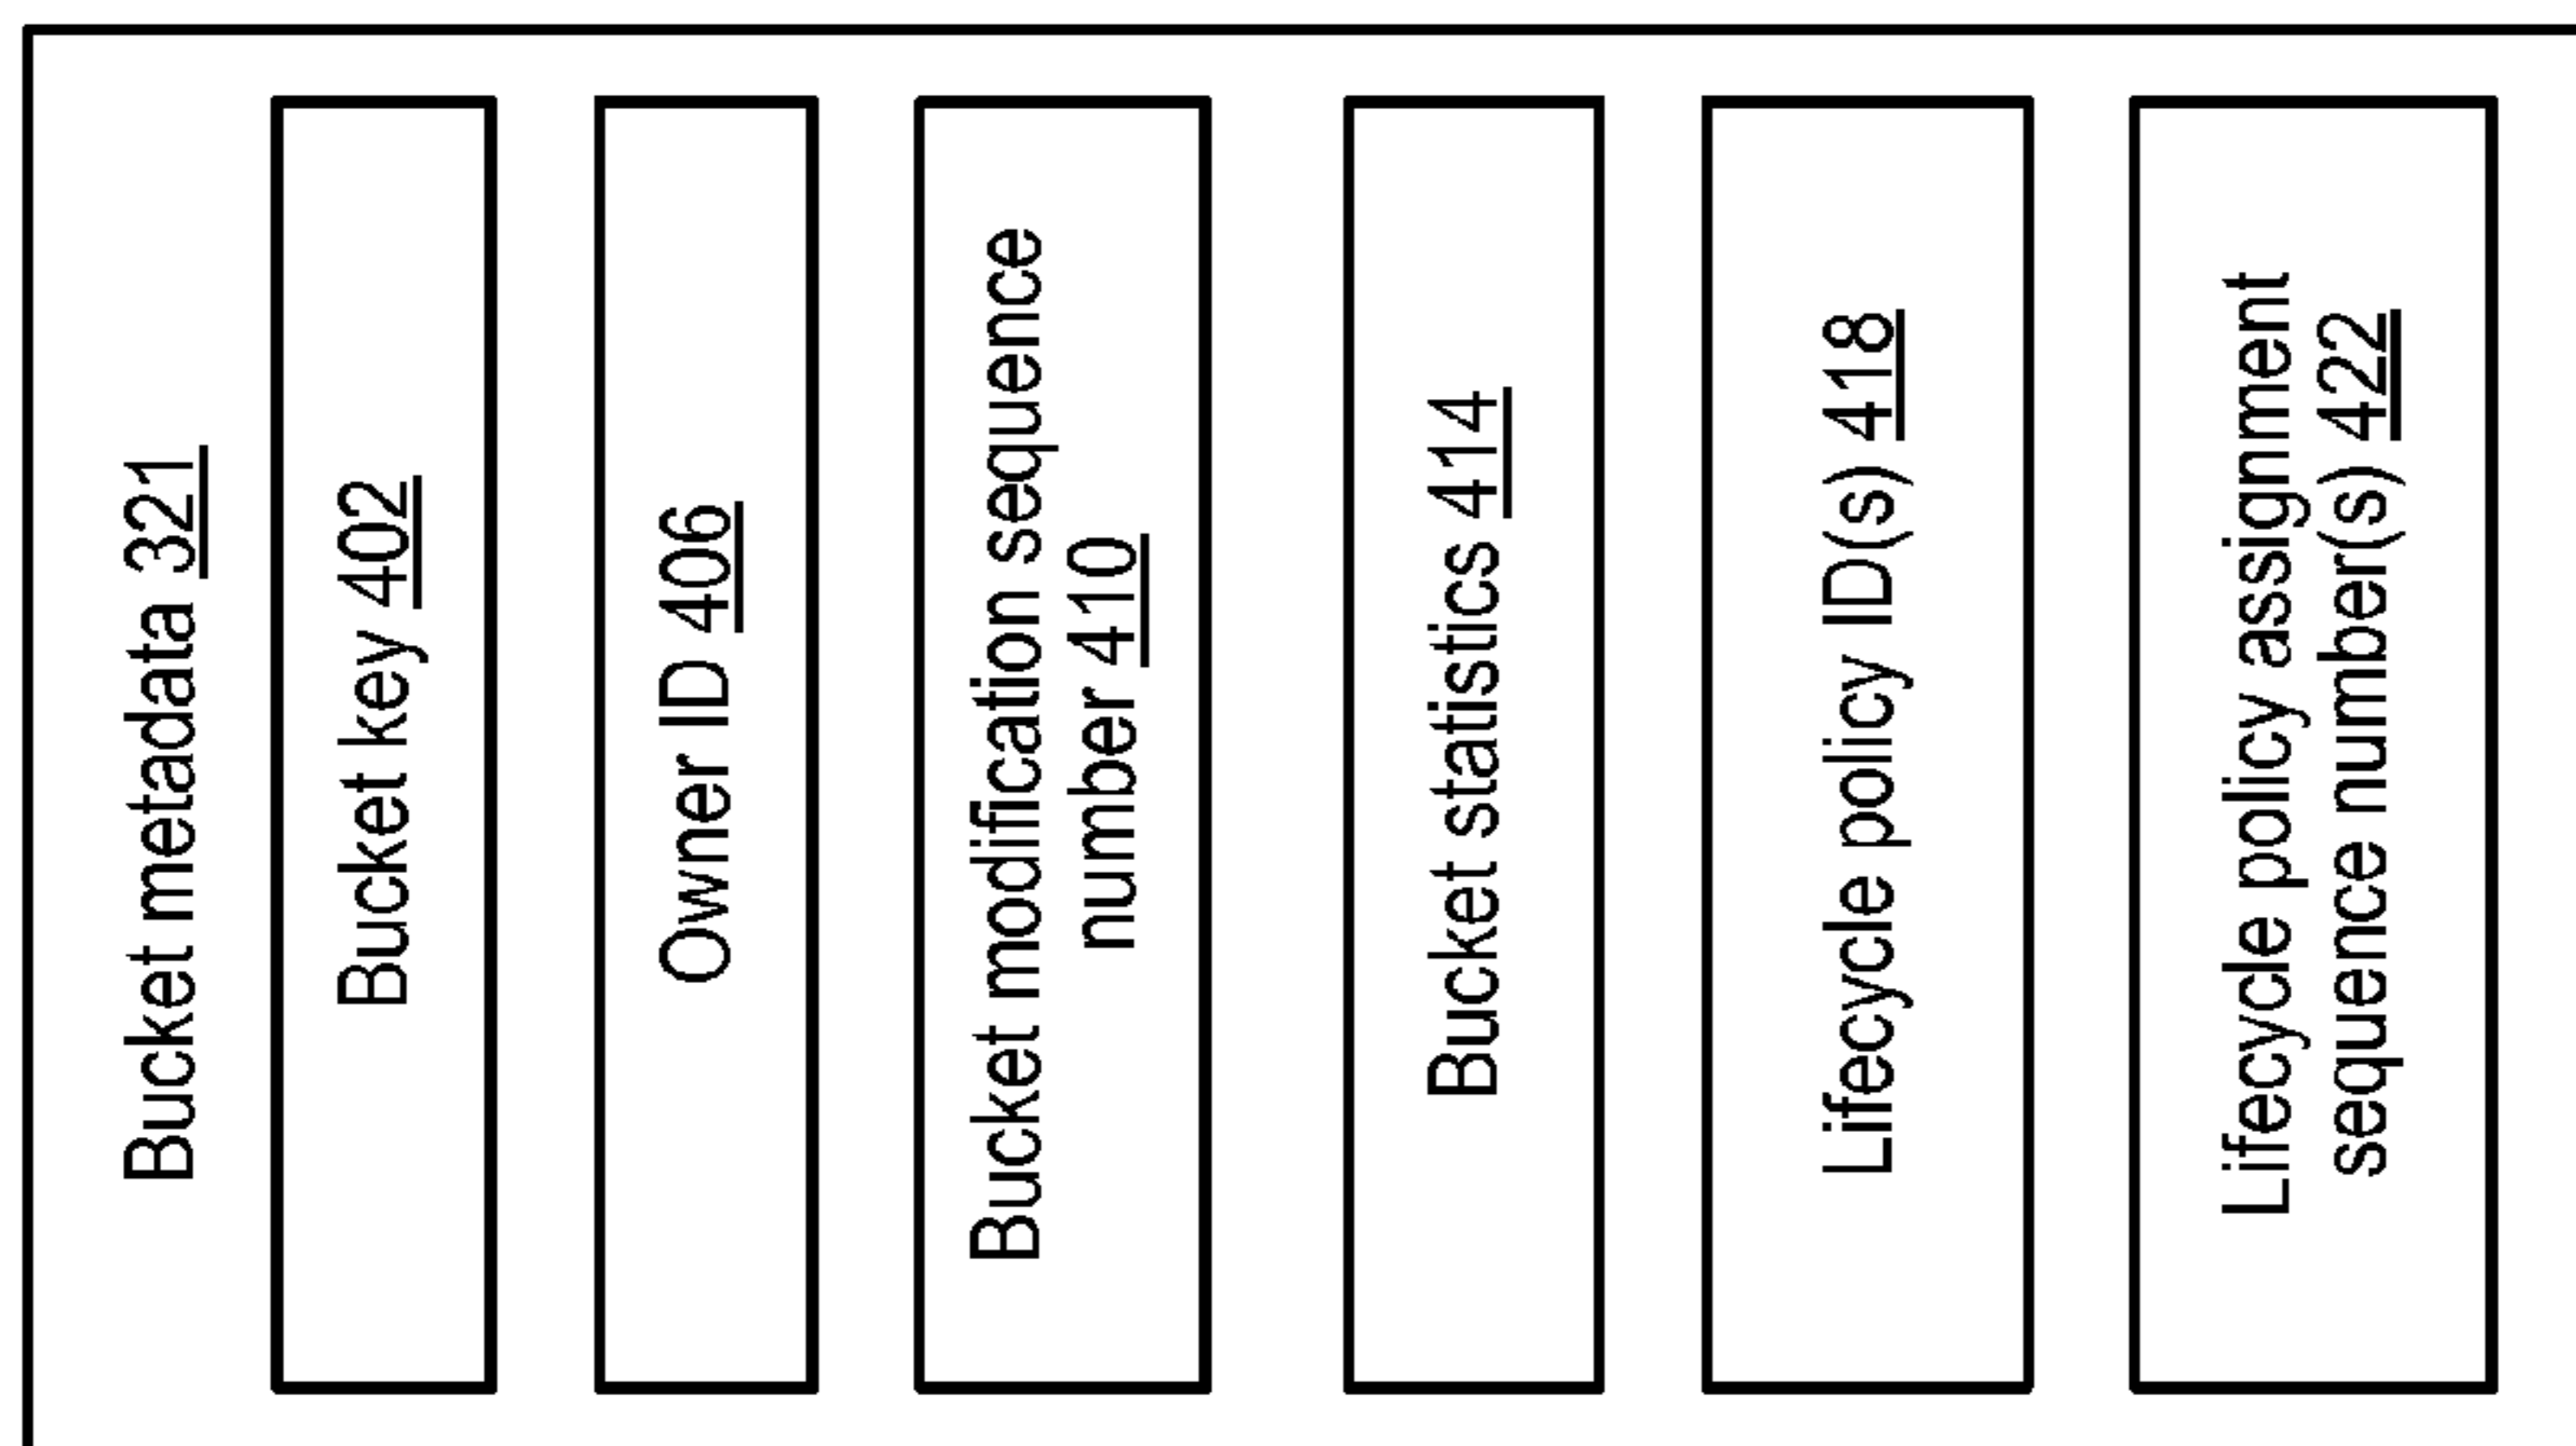 Bucket metadata 321
Bucket key 402
Owner ID 406
Bucket modification sequence
number 410
Bucket statistics 414
Lifecycle policy ID(s) 418
Lifecycle policy assignment
sequence number(s) 422